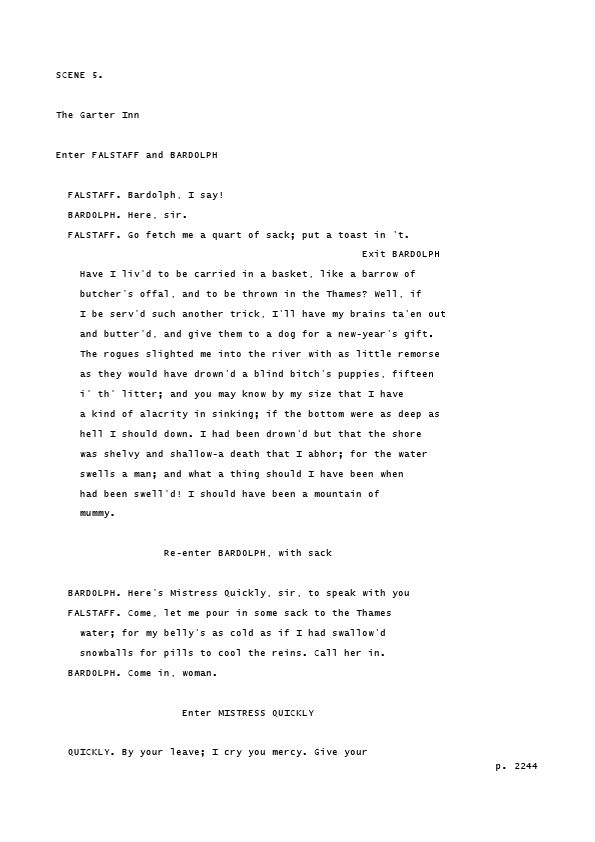 SCENE 5.
The Garter Inn
Enter FALSTAFF and BARDOLPH
FALSTAFF. Bardolph, I say!
BARDOLPH. Here, sir.
FALSTAFF. Go fetch me a quart of sack; put a toast in 't.
Exit BARDOLPH
Have I liv'd to be carried in a basket, like a barrow of
butcher's offal, and to be thrown in the Thames? Well, if
I be serv'd such another trick, I'll have my brains ta'en out
and butter'd, and give them to a dog for a new-year's gift.
The rogues slighted me into the river with as little remorse
as they would have drown'd a blind bitch's puppies, fifteen
i' th' litter; and you may know by my size that I have
a kind of alacrity in sinking; if the bottom were as deep as
hell I should down. I had been drown'd but that the shore
was shelvy and shallow-a death that I abhor; for the water
swells a man; and what a thing should I have been when
had been swell'd! I should have been a mountain of
mummy.
Re-enter BARDOLPH, with sack
BARDOLPH. Here's Mistress Quickly, sir, to speak with you
FALSTAFF. Come, let me pour in some sack to the Thames
water; for my belly's as cold as if I had swallow'd
snowballs for pills to cool the reins. Call her in.
BARDOLPH. Come in, woman.
Enter MISTRESS QUICKLY
QUICKLY. By your leave; I cry you mercy. Give your
p. 2244